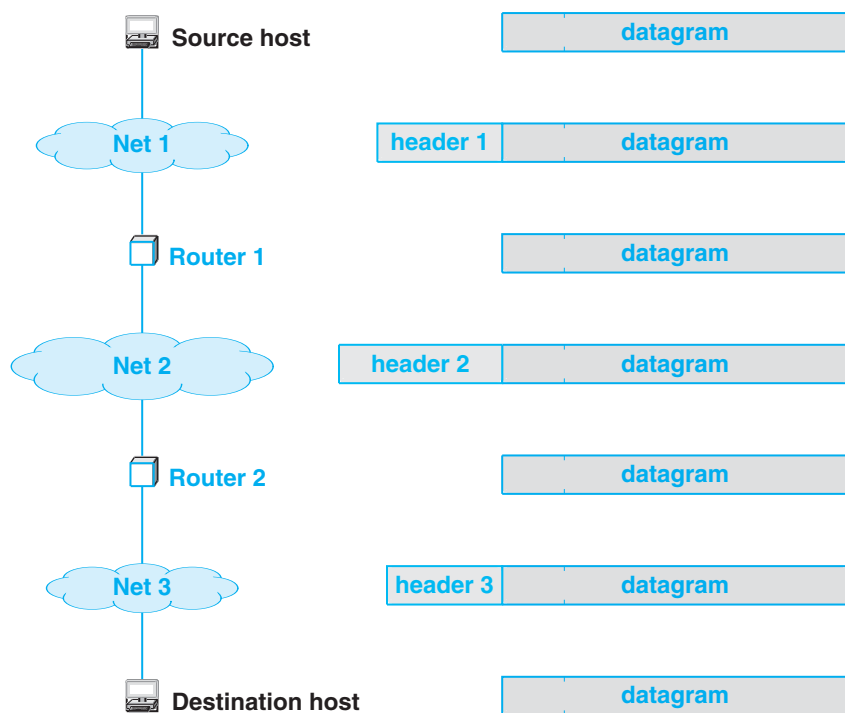 Source host datagram
Net 1 header 1 datagram
Router 1 datagram
Net 2 header 2 datagram
Router 2 datagram
Net 3 header 3 datagram
Destination host datagram